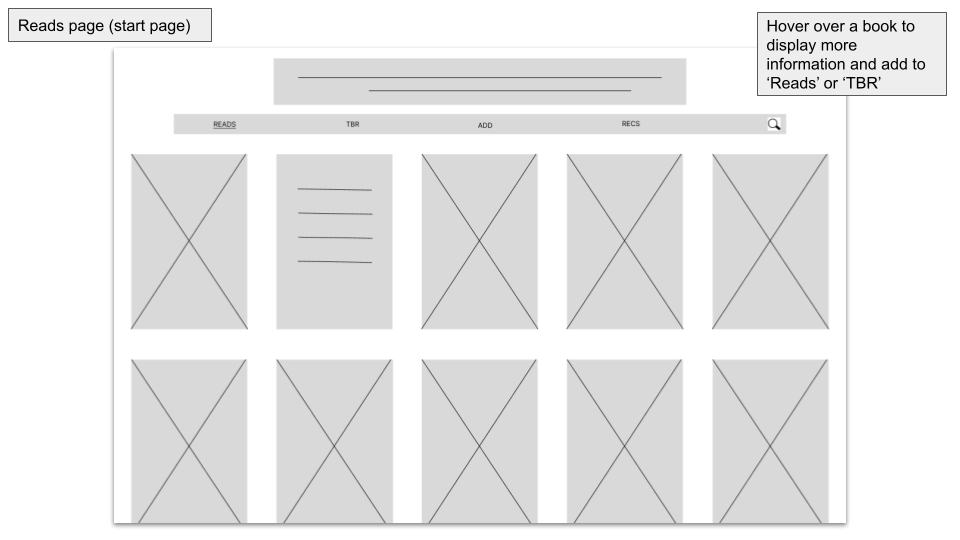 Reads page (start page)
Hover over a book to
display more
information and add to
‘Reads’ or ‘TBR’
READS
TBR
ADD
RECS